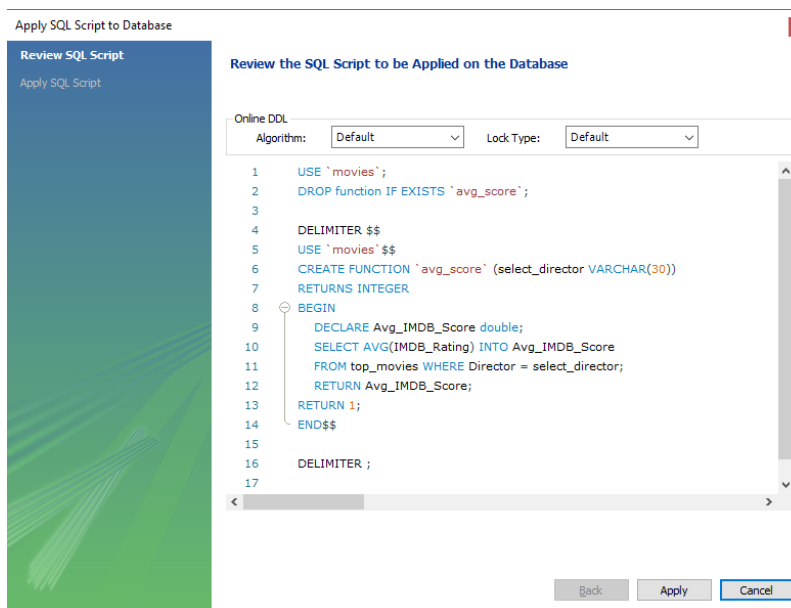 Apply SQL Script to Database
Review SQL Script
Apply SQL Script
Review the SQL Script to be Applied on the Database
Online DDL
Algorithm: Default Lock Type: Default
1 USE `movies`;
2 DROP function IF EXISTS `avg_score`;
3
4 DELIMITER $$
5 USE `movies`$$
6 CREATE FUNCTION `avg_score` (select_director VARCHAR(30))
7 RETURNS INTEGER
8 BEGIN
9 DECLARE Avg_IMDB_Score double;
10 SELECT AVG(IMDB_Rating) INTO Avg_IMDB_Score
11 FROM top_movies WHERE Director = select_director;
12 RETURN Avg_IMDB_Score;
13 RETURN 1;
14 END$$
15
16 DELIMITER ;
17
Back Apply Cancel